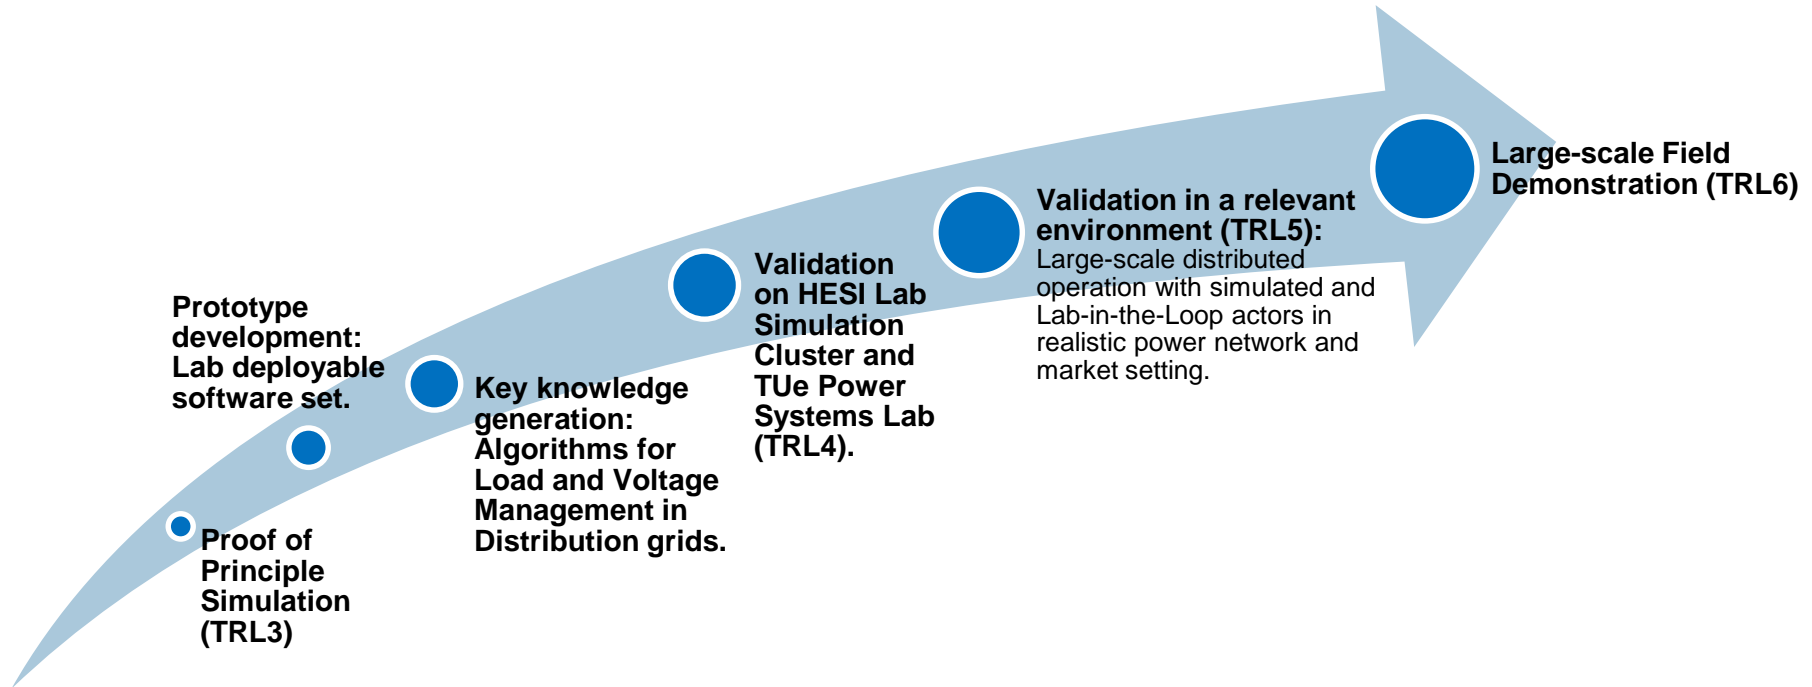 Proof of
Principle
Simulation
(TRL3)
Prototype
development:
Lab deployable
software set.
Key knowledge
generation:
Algorithms for
Load and Voltage
Management in
Distribution grids.
Validation
on HESI Lab
Simulation
Cluster and
TUe Power
Systems Lab
(TRL4).
Validation in a relevant
environment (TRL5):
Large-scale distributed
operation with simulated and
Lab-in-the-Loop actors in
realistic power network and
market setting.
Large-scale Field
Demonstration (TRL6)